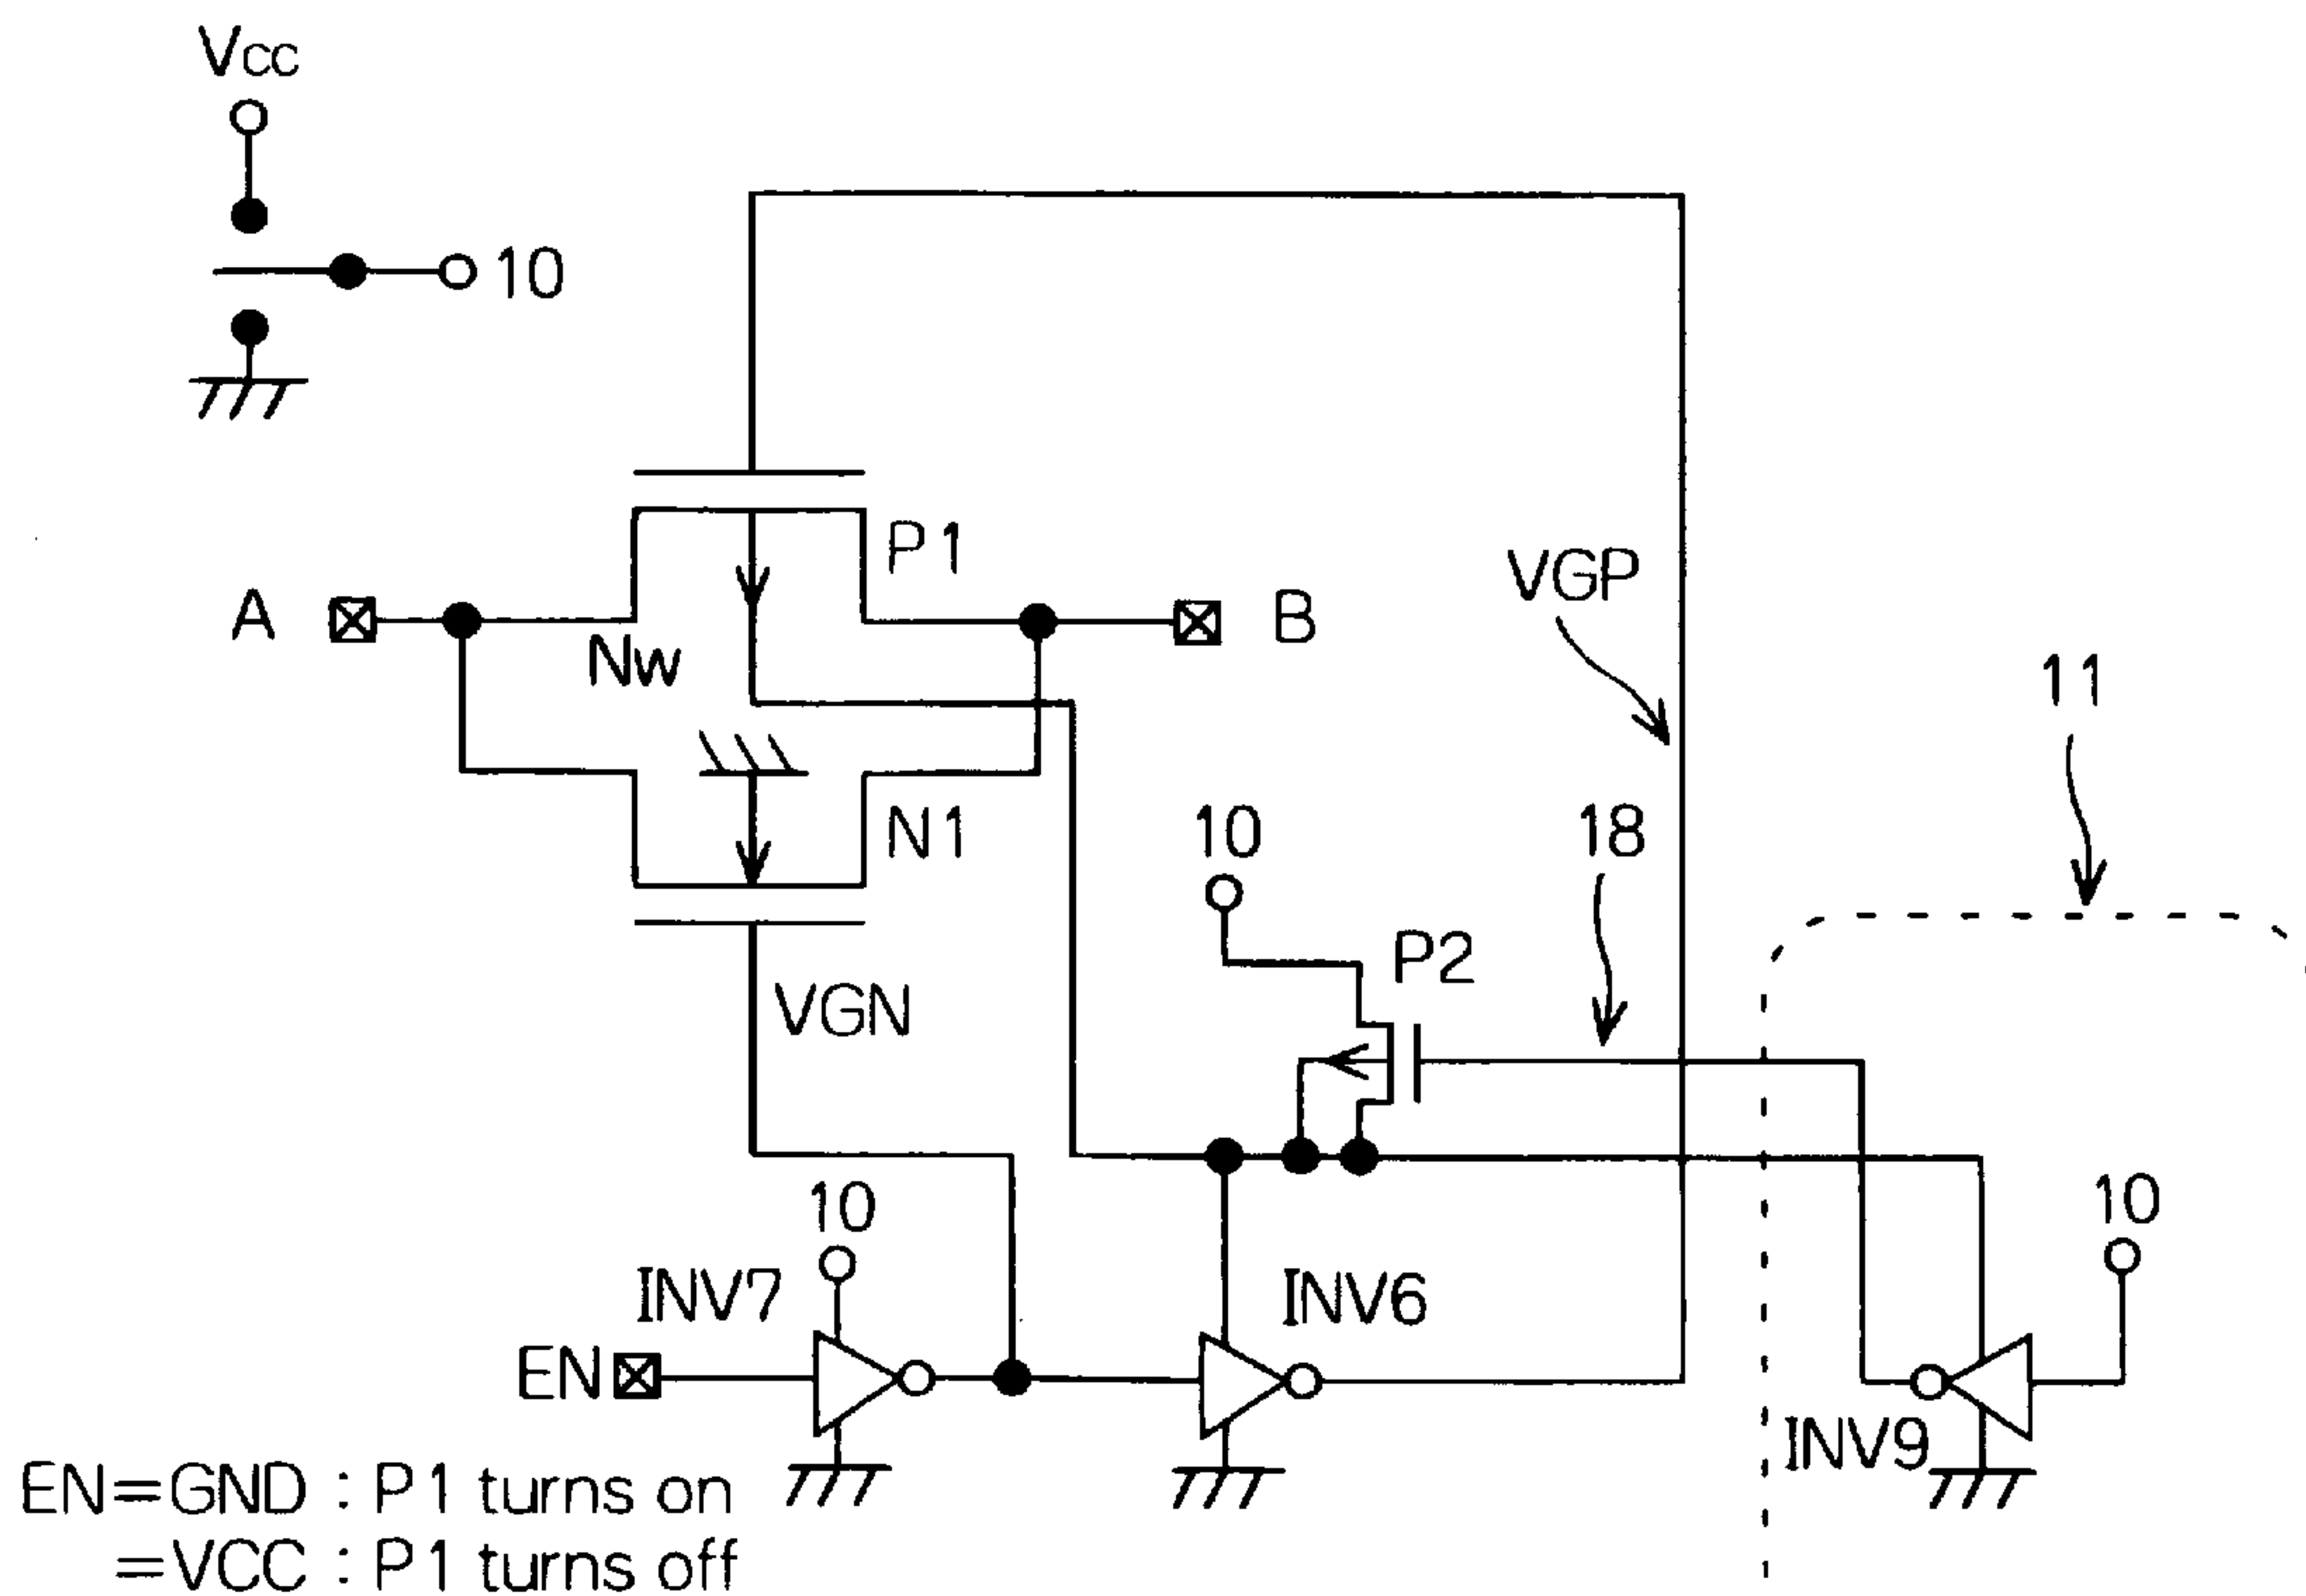 Vcc
10
P1
A
B
Nw
VGP
11
N1
10
18
P2
VGN
10
10
INV7
INV6
EN
INV9
EN=GND : P1 turns on
=VCC : P1 turns off